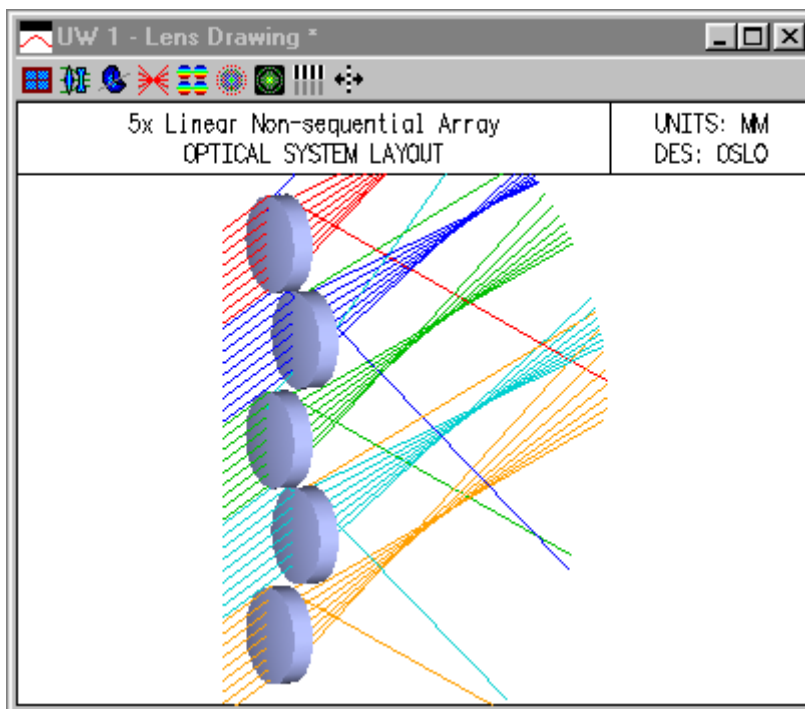 UW 1 - Lens Drawing *
5x Linear Non-sequential Array
OPTICAL SYSTEM LAYOUT
UNITS: MM
DES: OSLO